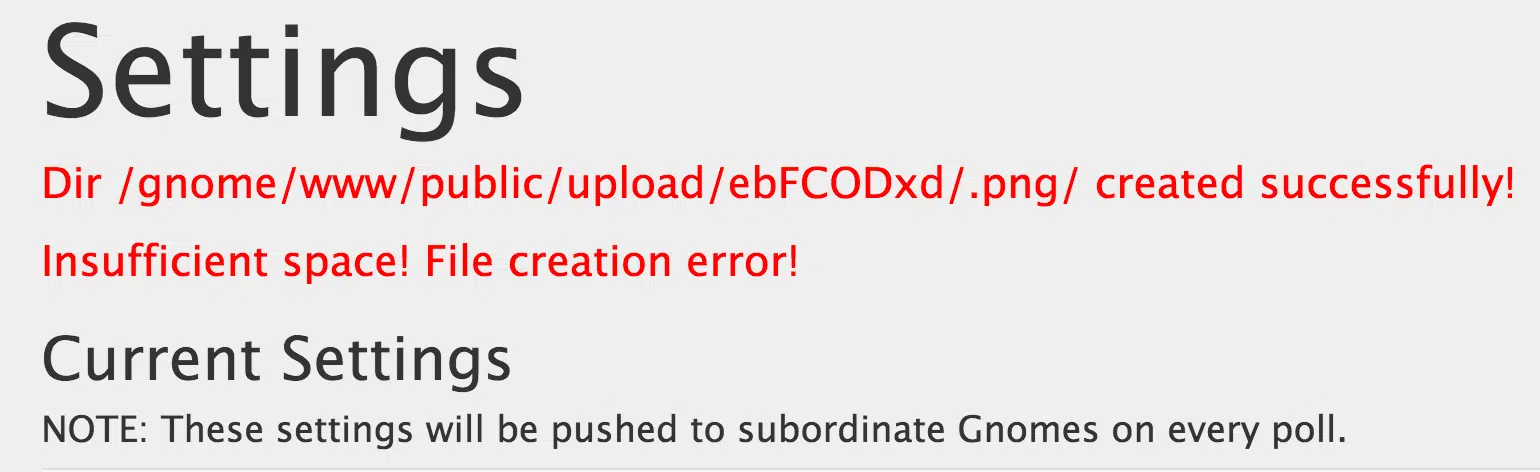 Settings
Dir /gnome/www/public/upload/ebFCODxd/.png/ created successfully!
Insufficient space! File creation error!
Current Settings
NOTE: These settings will be pushed to subordinate Gnomes on every poll.